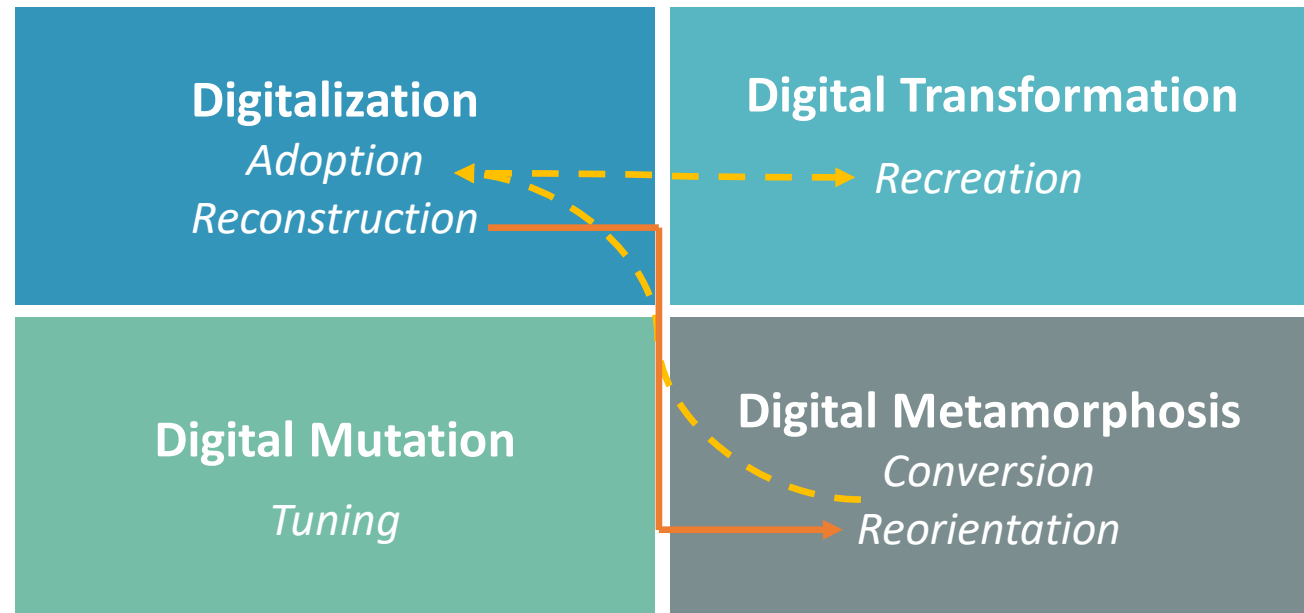 Digitalization
Adoption
Reconstruction
Digital Transformation
Recreation
Digital Mutation
Tuning
Digital Metamorphosis
Conversion
Reorientation